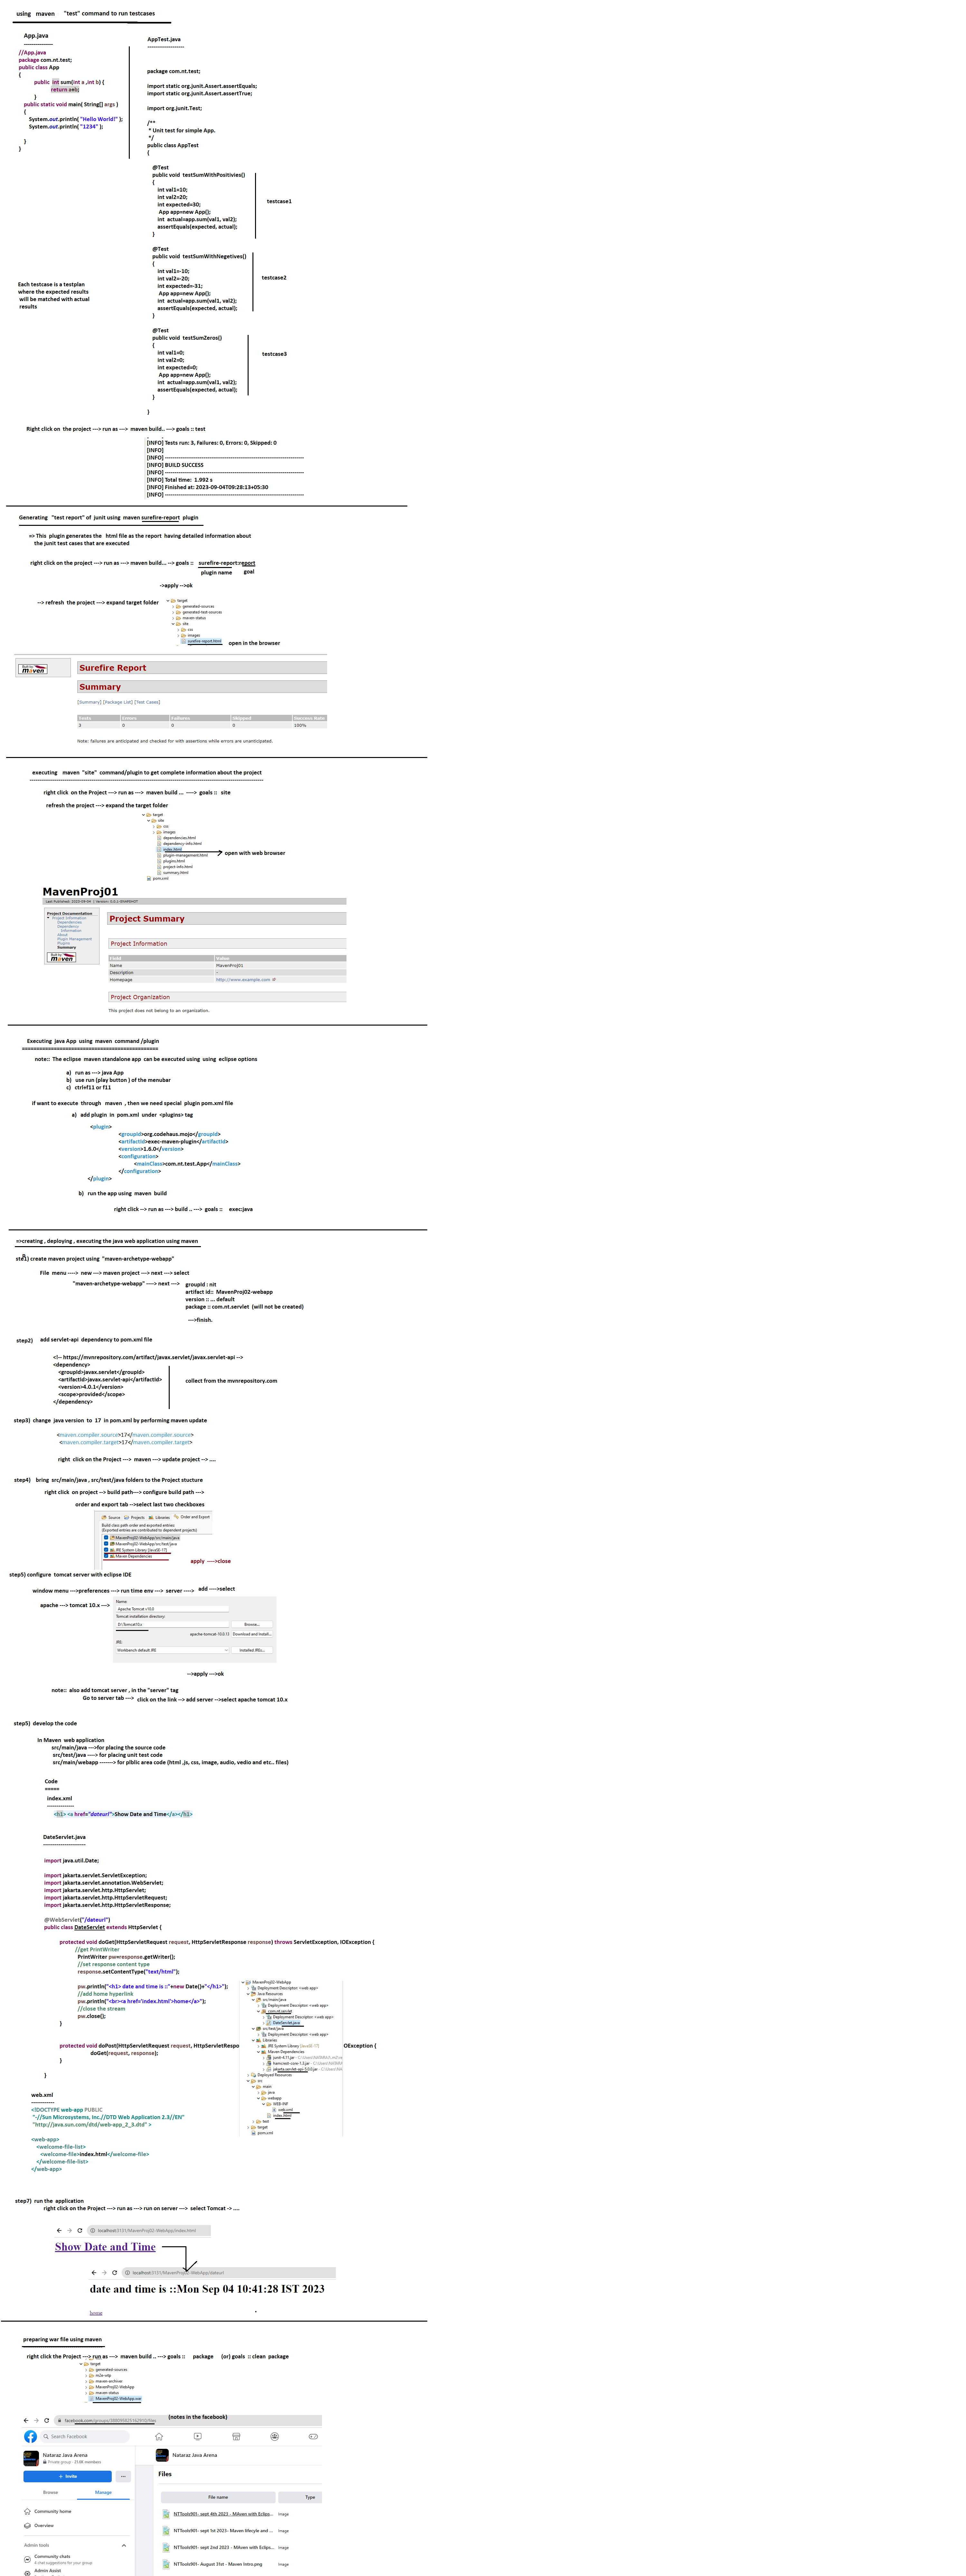 using maven "test" command to run testcases
App.java
---------------
//App.java
package com.nt.test;
public class App
{
public int sum(int a ,int b) {
return a+b;
}
public static void main( String[] args )
{
System.out.println( "Hello World!" );
System.out.println( "1234" );
}
}
Each testcase is a testplan
where the expected results
will be matched with actual
results
AppTest.java
------------------
package com.nt.test;
import static org.junit.Assert.assertEquals;
import static org.junit.Assert.assertTrue;
import org.junit.Test;
/**
* Unit test for simple App.
*/
public class AppTest
{
@Test
public void testSumWithPositivies()
{
int val1=10;
int val2=20;
int expected=30;
App app=new App();
int actual=app.sum(val1, val2);
assertEquals(expected, actual);
}
testcase1
@Test
public void testSumWithNegetives()
{
int val1=-10;
int val2=-20;
int expected=-31;
App app=new App();
int actual=app.sum(val1, val2);
assertEquals(expected, actual);
}
testcase2
@Test
public void testSumZeros()
{
int val1=0;
int val2=0;
int expected=0;
App app=new App();
int actual=app.sum(val1, val2);
assertEquals(expected, actual);
}
testcase3
}
Right click on the project ---> run as ---> maven build.. ---> goals :: test
[INFO] Tests run: 3, Failures: 0, Errors: 0, Skipped: 0
[INFO]
[INFO] ------------------------------------------------------------------------
[INFO] BUILD SUCCESS
[INFO] ------------------------------------------------------------------------
[INFO] Total time: 1.992 s
[INFO] Finished at: 2023-09-04T09:28:13+05:30
[INFO] ------------------------------------------------------------------------
Generating "test report" of junit using maven surefire-report plugin
=> This plugin generates the html file as the report having detailed information about
the junit test cases that are executed
right click on the project ---> run as ---> maven build... --> goals :: surefire-report:report
plugin name goal
->apply -->ok
--> refresh the project ---> expand target folder
target
generated-sources
generated-test-sources
maven-status
site
css
images
surefire-report.html
open in the browser
Built by: maven
Surefire Report
Summary
[Summary] [Package List] [Test Cases]
Tests Errors Failures Skipped Success Rate
3 0 0 0 100%
Note: failures are anticipated and checked for with assertions while errors are unanticipated.
executing maven "site" command/plugin to get complete information about the project
right click on the Project ---> run as ---> maven build ... ----> goals :: site
refresh the project ---> expand the target folder
target
site
css
images
dependencies.html
dependency-info.html
index.html
plugin-management.html
plugins.html
project-info.html
summary.html
pom.xml
open with web browser
MavenProj01
Last Published: 2023-09-04 | Version: 0.0.1-SNAPSHOT
Project Documentation
Project Information
Dependencies
Dependency
Information
About
Plugin Management
Plugins
Summary
Built by: maven
Project Summary
Project Information
Field Value
Name MavenProj01
Description -
Homepage http://www.example.com
Project Organization
This project does not belong to an organization.
Executing java App using maven command /plugin
==============================================
note:: The eclipse maven standalone app can be executed using using eclipse options
a) run as ---> java App
b) use run (play button ) of the menubar
c) ctrl+f11 or f11
if want to execute through maven , then we need special plugin pom.xml file
a) add plugin in pom.xml under <plugins> tag
<plugin>
<groupId>org.codehaus.mojo</groupId>
<artifactId>exec-maven-plugin</artifactId>
<version>1.6.0</version>
<configuration>
<mainClass>com.nt.test.App</mainClass>
</configuration>
</plugin>
b) run the app using maven build
right click --> run as ---> build .. ---> goals :: exec:java
=>creating , deploying , executing the java web application using maven
ste1) create maven project using "maven-archetype-webapp"
File menu ----> new ---> maven project ---> next ---> select
"maven-archetype-webapp" ----> next --->
groupId : nit
artifact id:: MavenProj02-webapp
version :: ... default
package :: com.nt.servlet (will not be created)
--->finish.
step2) add servlet-api dependency to pom.xml file
<!-- https://mvnrepository.com/artifact/javax.servlet/javax.servlet-api -->
<dependency>
<groupId>javax.servlet</groupId>
<artifactId>javax.servlet-api</artifactId>
<version>4.0.1</version>
<scope>provided</scope>
</dependency>
collect from the mvnrepository.com
step3) change java version to 17 in pom.xml by performing maven update
<maven.compiler.source>17</maven.compiler.source>
<maven.compiler.target>17</maven.compiler.target>
right click on the Project ---> maven ---> update project --> ....
step4) bring src/main/java , src/test/java folders to the Project stucture
right click on project --> build path---> configure build path --->
order and export tab -->select last two checkboxes
Source Projects Libraries Order and Export
Build class path order and exported entries:
(Exported entries are contributed to dependent projects)
MavenProj02-WebApp/src/main/java
MavenProj02-WebApp/src/test/java
JRE System Library [JavaSE-17]
Maven Dependencies
apply ---->close
step5) configure tomcat server with eclipse IDE
window menu --->preferences ---> run time env ---> server ----> add ---->select
apache ---> tomcat 10.x --->
Name:
Apache Tomcat v10.0
Tomcat installation directory:
Browse...
apache-tomcat-10.0.13 Download and Install...
JRE:
Workbench default JRE Installed JREs...
-->apply --->ok
note:: also add tomcat server , in the "server" tag
Go to server tab ---> click on the link --> add server -->select apache tomcat 10.x
step5) develop the code
In Maven web application
src/main/java --->for placing the source code
src/test/java ----> for placing unit test code
src/main/webapp -------> for plblic area code (html ,js, css, image, audio, vedio and etc.. files)
Code
=====
index.xml
--------------
<h1> <a href="dateurl">Show Date and Time</a></h1>
DateServlet.java
----------------------
import java.util.Date;
import jakarta.servlet.ServletException;
import jakarta.servlet.annotation.WebServlet;
import jakarta.servlet.http.HttpServlet;
import jakarta.servlet.http.HttpServletRequest;
import jakarta.servlet.http.HttpServletResponse;
@WebServlet("/dateurl")
public class DateServlet extends HttpServlet {
protected void doGet(HttpServletRequest request, HttpServletResponse response) throws ServletException, IOException {
//get PrintWriter
PrintWriter pw=response.getWriter();
//set response content type
response.setContentType("text/html");
pw.println("<h1> date and time is ::"+new Date()+"</h1>");
//add home hyperlink
pw.println("<br><a href='index.html'>home</a>");
//close the stream
pw.close();
}
protected void doPost(HttpServletRequest request, HttpServletRespo
OException {
doGet(request, response);
}
}
MavenProj02-WebApp
Deployment Descriptor: <web app>
Java Resources
src/main/java
Deployment Descriptor: <web app>
com.nt.servlet
Deployment Descriptor: <web app>
DateServlet.java
src/test/java
Deployment Descriptor: <web app>
Libraries
JRE System Library [JavaSE-17]
Maven Dependencies
Deployed Resources
src
main
java
webapp
WEB-INF
web.xml
index.html
test
target
pom.xml
web.xml
------------
<!DOCTYPE web-app PUBLIC
"-//Sun Microsystems, Inc.//DTD Web Application 2.3//EN"
"http://java.sun.com/dtd/web-app_2_3.dtd" >
<web-app>
<welcome-file-list>
<welcome-file>index.html</welcome-file>
</welcome-file-list>
</web-app>
step7) run the application
right click on the Project ---> run as ---> run on server ---> select Tomcat -> ....
localhost:3131/MavenProj02-WebApp/index.html
Show Date and Time
localhost:3131/MavenProj02-WebApp/dateurl
date and time is ::Mon Sep 04 10:41:28 IST 2023
home
preparing war file using maven
right click the Project ---> run as ---> maven build .. ---> goals :: package (or) goals :: clean package
target
generated-sources
m2e-wtp
maven-archiver
MavenProj02-WebApp
maven-status
MavenProj02-WebApp.war
(notes in the facebook)
Search Facebook
Nataraz Java Arena
Private group · 21.0K members
+ Invite
Browse Manage
Community home
Overview
Admin tools
Community chats
4 chat suggestions for your group
Admin Assist
Nataraz Java Arena
Files
File name Type
NTTools901- sept 4th 2023 - MAven with Eclips... Image
NTTools901- sept 1st 2023- Maven lifecyle and ... Image
NTTools901- sept 2nd 2023 - MAven with Eclips... Image
NTTools901- August 31st - Maven Intro.png Image